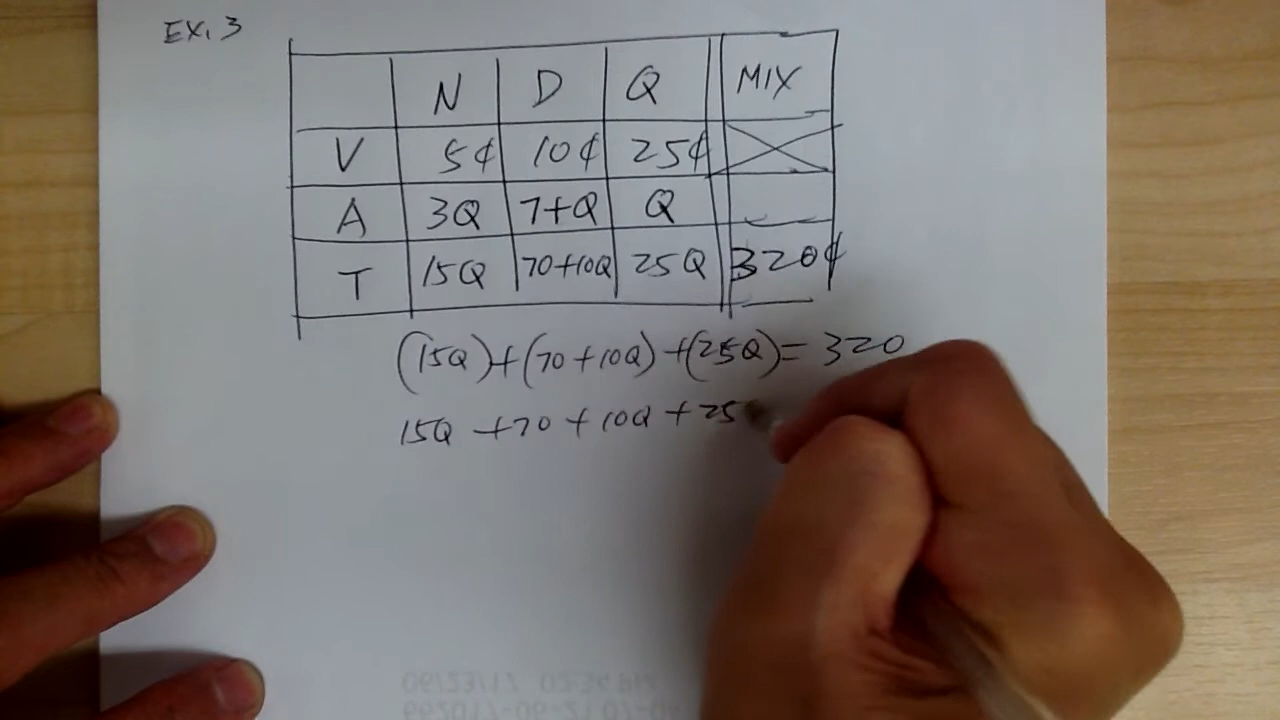 EX. 3
N D Q MIX
V 5¢ 10¢ 25¢
A 3Q 7+Q Q
T 15Q 70+10Q 25Q 320¢
(15Q)+(70+10Q)+(25Q)=320
15Q +70 + 10Q + 25